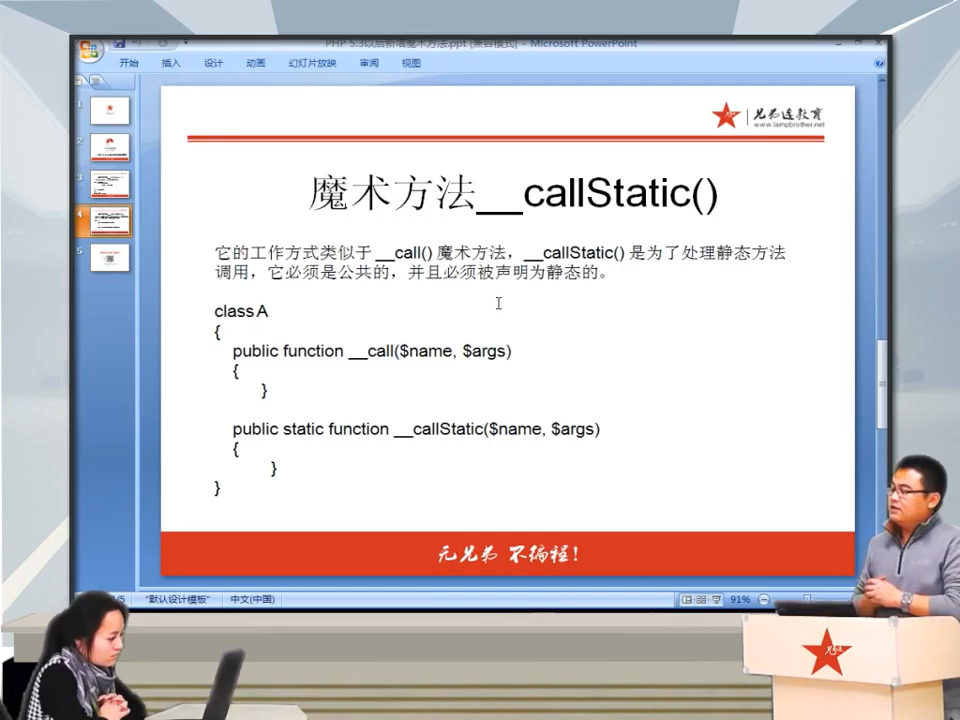 PHP 5.3以后新增魔术方法.ppt [兼容模式] - Microsoft PowerPoint
开始 插入 设计 动画 幻灯片放映 审阅 视图
兄弟连教育
www.lampbrother.net
魔术方法__callStatic()
它的工作方式类似于 __call() 魔术方法，__callStatic() 是为了处理静态方法
调用，它必须是公共的，并且必须被声明为静态的。
class A
{
public function __call($name, $args)
{
}
public static function __callStatic($name, $args)
{
}
}
无兄弟 不编程！
1
2
3
4
5
"默认设计模板" 中文(中国) 91%